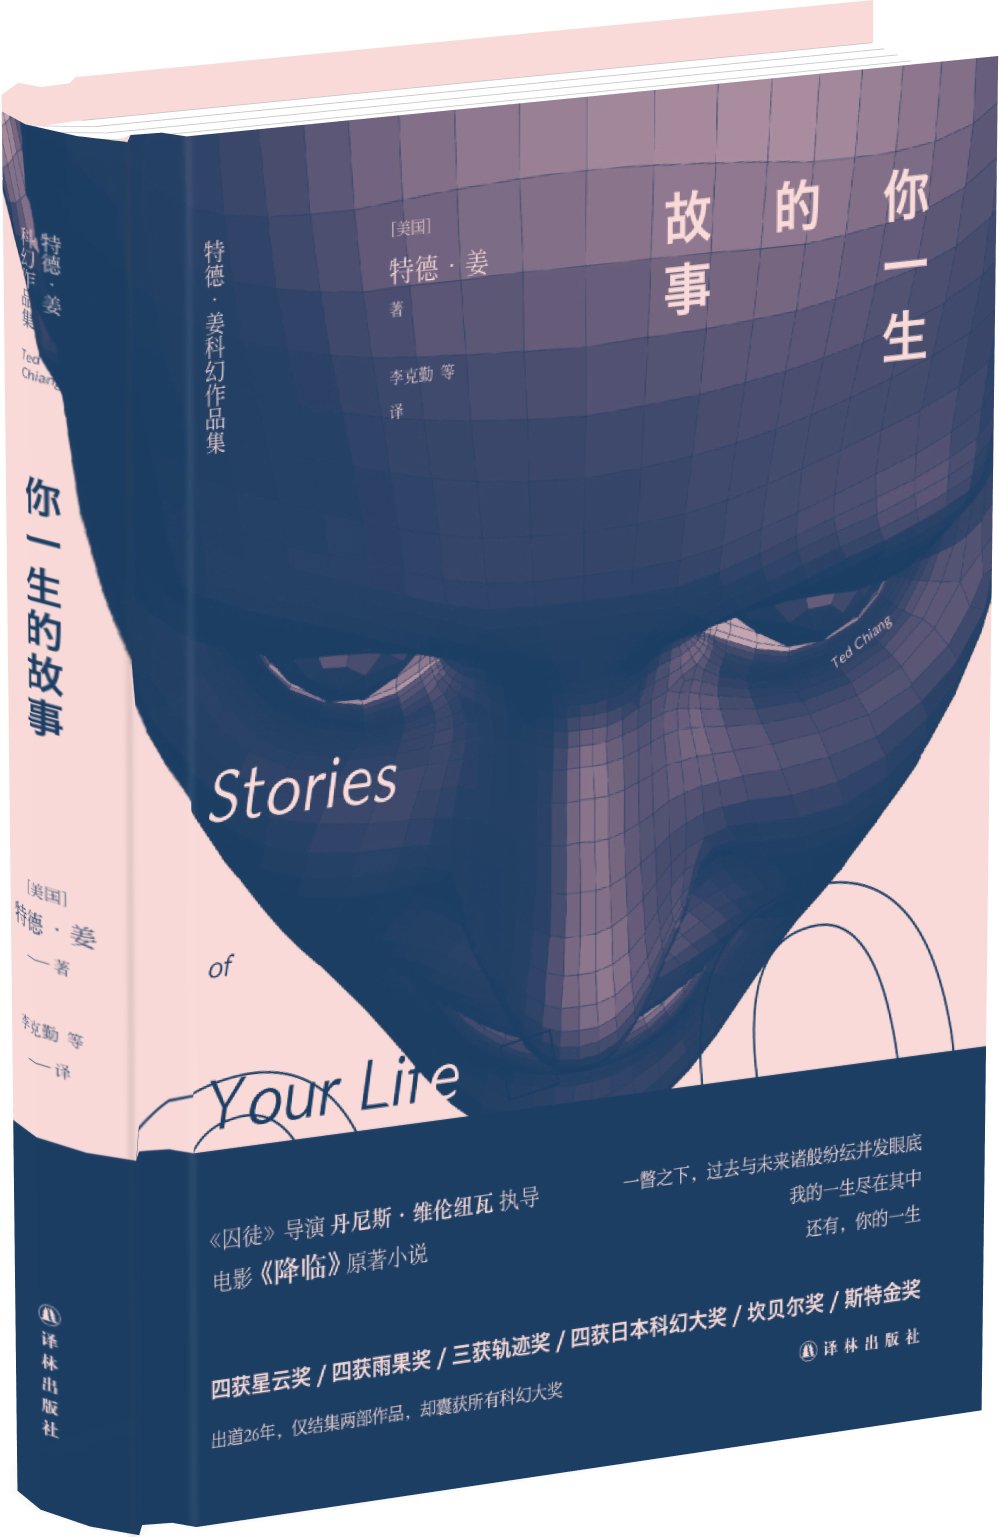 特德·姜
科幻作品集
Ted
Chiang
你一生的故事
[美国]
特德·姜
一著
李克勤 等
一译
译林出版社
特德·姜科幻作品集
[美国]
特德·姜
著
李克勤 等
译
你一生
的
故事
Ted Chiang
Stories
of
Your Life
《囚徒》导演 丹尼斯·维伦纽瓦 执导
电影《降临》原著小说
一瞥之下，过去与未来诸般纷纭并发眼底
我的一生尽在其中
还有，你的一生
四获星云奖 / 四获雨果奖 / 三获轨迹奖 / 四获日本科幻大奖 / 坎贝尔奖 / 斯特金奖
出道26年，仅结集两部作品，却囊获所有科幻大奖
译林出版社